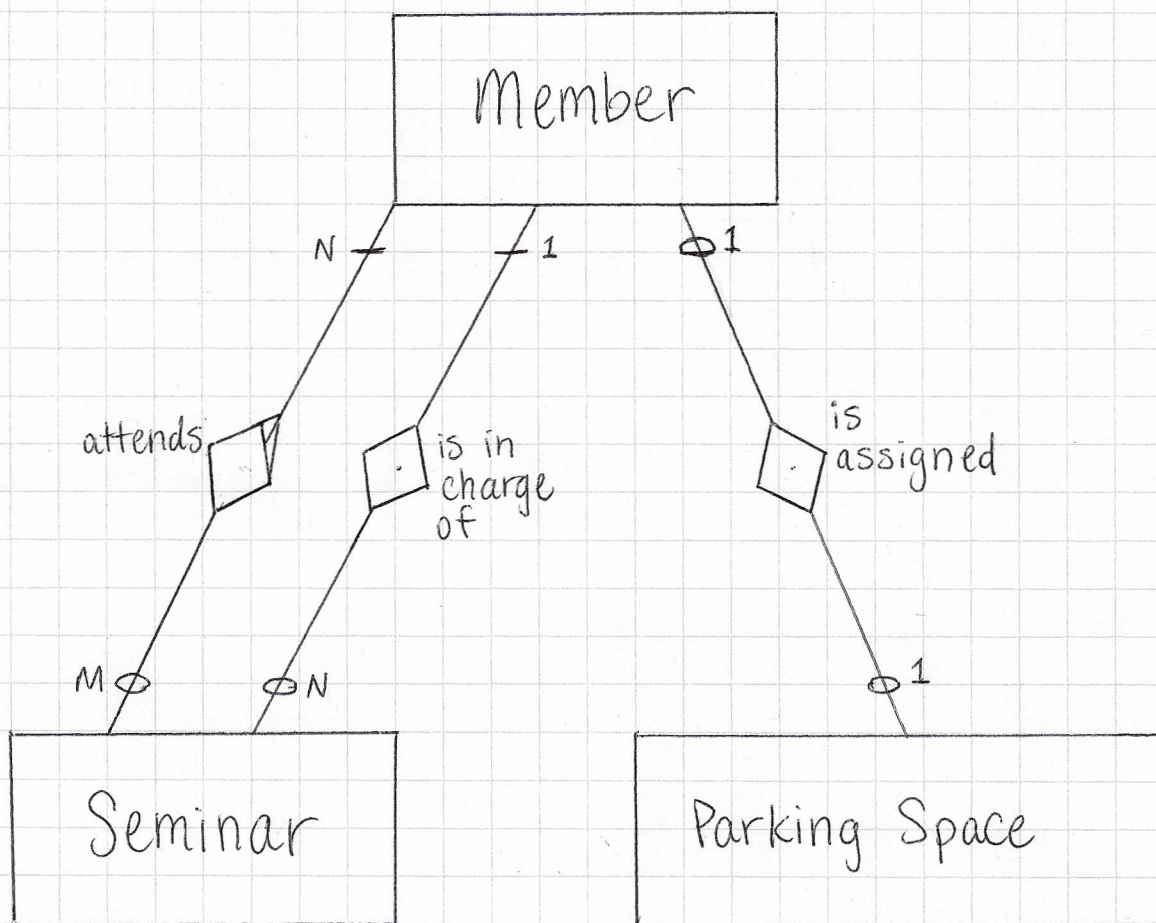 Member
N
1
1
attends
is in
charge
of
is
assigned
M
N
1
Seminar
Parking Space